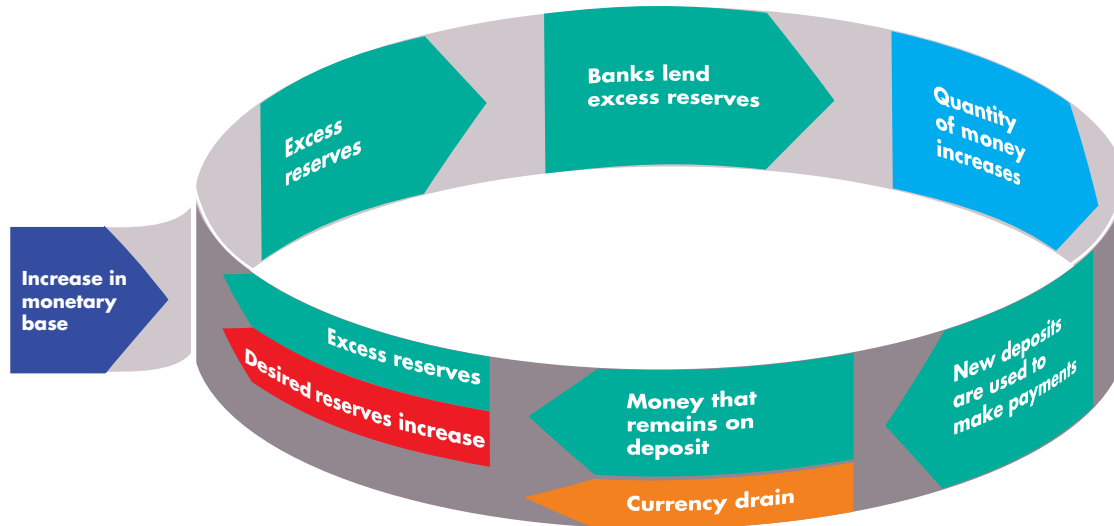 Increase in
monetary
base
Excess
reserves
Banks lend
excess reserves
Quantity
of money
increases
New deposits
are used to
make payments
Money that
remains on
deposit
Currency drain
Excess reserves
Desired reserves increase